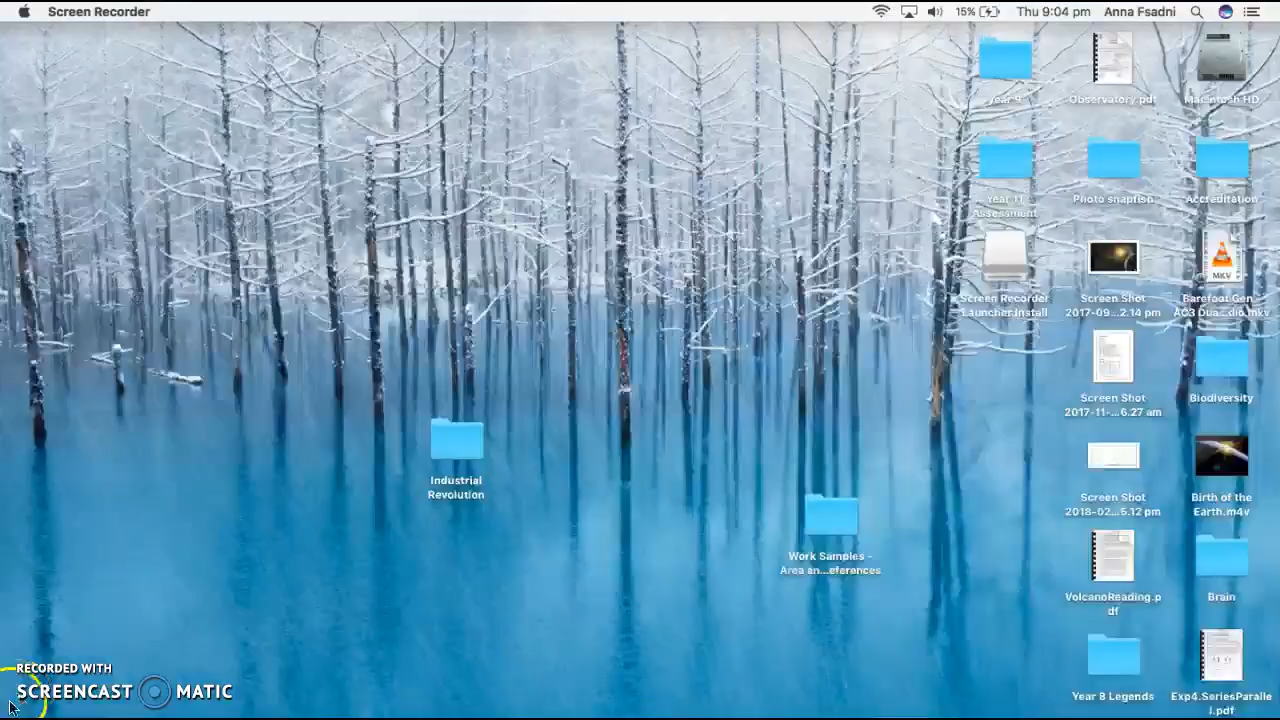 Screen Recorder 15% Thu 9:04 pm Anna Fsadni
Year 9
Observatory.pdf
Macintosh HD
Year 11
Assessment
Photo snapfish
Accreditation
Screen Recorder
Launcher.install
Screen Shot
2017-09...2.14 pm
Barefoot Gen
AC3 Dua...dio.mkv
MKV
Screen Shot
2017-11-...6.27 am
Biodiversity
Industrial
Revolution
Screen Shot
2018-02...5.12 pm
Birth of the
Earth.m4v
Work Samples -
Area an...eferences
VolcanoReading.p
df
Brain
Year 8 Legends
Exp4.SeriesParalle
l.pdf
RECORDED WITH
SCREENCAST MATIC